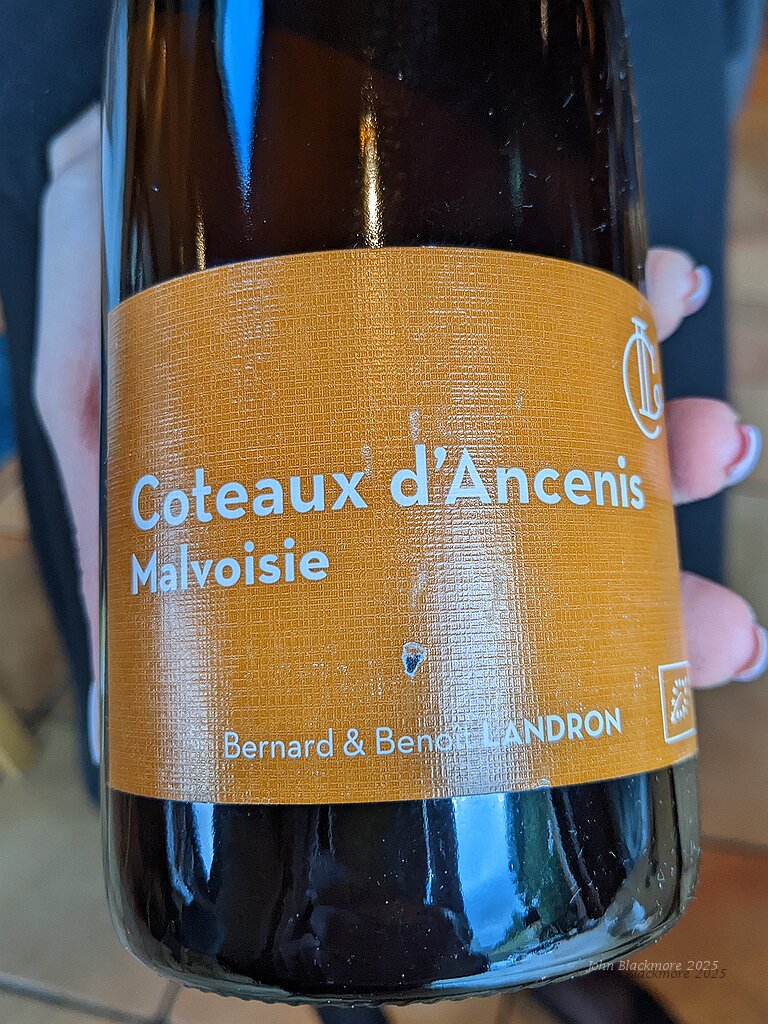 Coteaux d'Ancenis
Malvoisie
Bernard & Benoît LANDRON
John Blackmore 2025